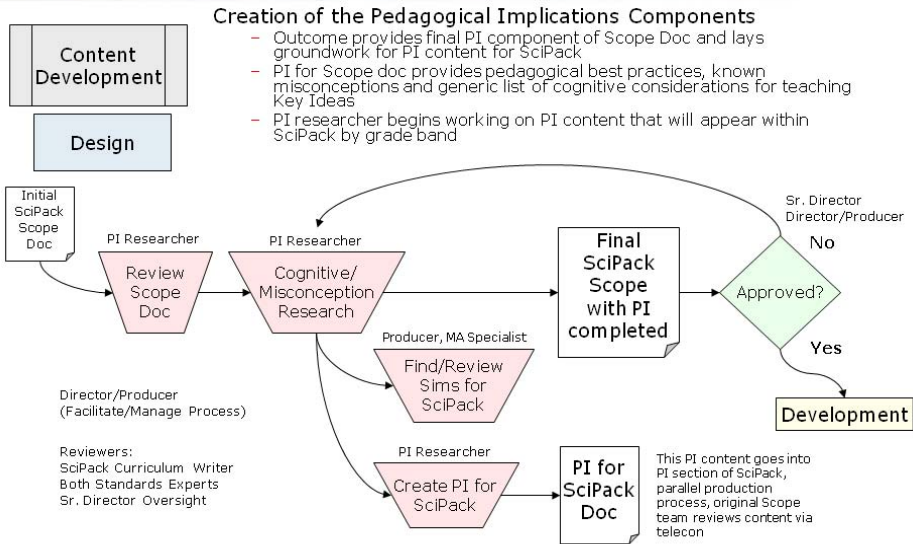 Creation of the Pedagogical Implications Components
– Outcome provides final PI component of Scope Doc and lays
groundwork for PI content for SciPack
– PI for Scope doc provides pedagogical best practices, known
misconceptions and generic list of cognitive considerations for teaching
Key Ideas
– PI researcher begins working on PI content that will appear within
SciPack by grade band
Content
Development
Design
Initial
SciPack
Scope
Doc
PI Researcher
Review
Scope
Doc
PI Researcher
Cognitive/
Misconception
Research
Final
SciPack
Scope
with PI
completed
Sr. Director
Director/Producer
No
Approved?
Yes
Development
Producer, MA Specialist
Find/Review
Sims for
SciPack
Director/Producer
(Facilitate/Manage Process)
Reviewers:
SciPack Curriculum Writer
Both Standards Experts
Sr. Director Oversight
PI Researcher
Create PI for
SciPack
PI for
SciPack
Doc
This PI content goes into
PI section of SciPack,
parallel production
process, original Scope
team reviews content via
telecon